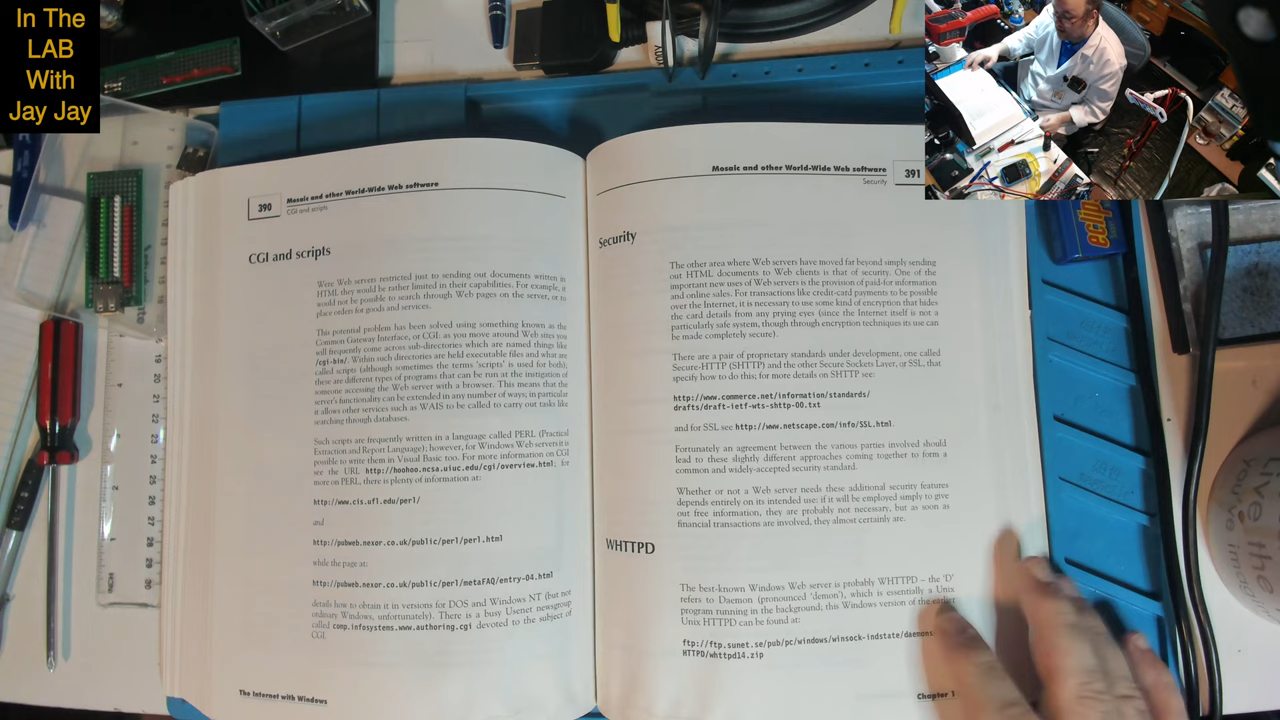 In The
LAB
With
Jay Jay
390
Mosaic and other World-Wide Web software
CGI and scripts
CGI and scripts
Were Web servers restricted just to sending out documents written in
HTML they would be rather limited in their capabilities. For example, it
would not be possible to search through Web pages on the server, or to
place orders for goods and services.
This potential problem has been solved using something known as the
Common Gateway Interface, or CGI: as you move around Web sites you
will frequently come across sub-directories which are named things like
/cgi-bin/. Within such directories are held executable files and what are
called scripts (although sometimes the term 'scripts' is used for both);
these are different types of programs that can be run at the instigation of
someone accessing the Web server with a browser. This means that the
server's functionality can be extended in any number of ways; in particular
it allows other services such as WAIS to be called to carry out tasks like
searching through databases.
Such scripts are frequently written in a language called PERL (Practical
Extraction and Report Language); however, for Windows Web servers it is
possible to write them in Visual Basic too. For more information on CGI
see the URL http://hoohoo.ncsa.uiuc.edu/cgi/overview.html; for
more on PERL, there is plenty of information at:
http://www.cis.ufl.edu/perl/
and
http://pubweb.nexor.co.uk/public/perl/perl.html
while the page at:
http://pubweb.nexor.co.uk/public/perl/metaFAQ/entry-04.html
details how to obtain it in versions for DOS and Windows NT (but not
ordinary Windows, unfortunately). There is a busy Usenet newsgroup
called comp.infosystems.www.authoring.cgi devoted to the subject of
CGI.
The Internet with Windows
Mosaic and other World-Wide Web software
391
Security
Security
The other area where Web servers have moved far beyond simply sending
out HTML documents to Web clients is that of security. One of the
important new uses of Web servers is the provision of paid-for information
and online sales. For transactions like credit-card payments to be possible
over the Internet, it is necessary to use some kind of encryption that hides
the card details from any prying eyes (since the Internet itself is not a
particularly safe system, though through encryption techniques its use can
be made completely secure).
There are a pair of proprietary standards under development, one called
Secure-HTTP (SHTTP) and the other Secure Sockets Layer, or SSL, that
specify how to do this; for more details on SHTTP see:
http://www.commerce.net/information/standards/
drafts/draft-ietf-wts-shttp-00.txt
and for SSL see http://www.netscape.com/info/SSL.html.
Fortunately an agreement between the various parties involved should
lead to these slightly different approaches coming together to form a
common and widely-accepted security standard.
Whether or not a Web server needs these additional security features
depends entirely on its intended use: if it will be employed simply to give
out free information, they are probably not necessary, but as soon as
financial transactions are involved, they almost certainly are.
WHTTPD
The best-known Windows Web server is probably WHTTPD – the 'D'
refers to Daemon (pronounced 'demon'), which is essentially a Unix
program running in the background; this Windows version of the earlier
Unix HTTPD can be found at:
ftp://ftp.sunet.se/pub/pc/windows/winsock-indstate/daemons
HTTPD/whttpd14.zip
Chapter 1